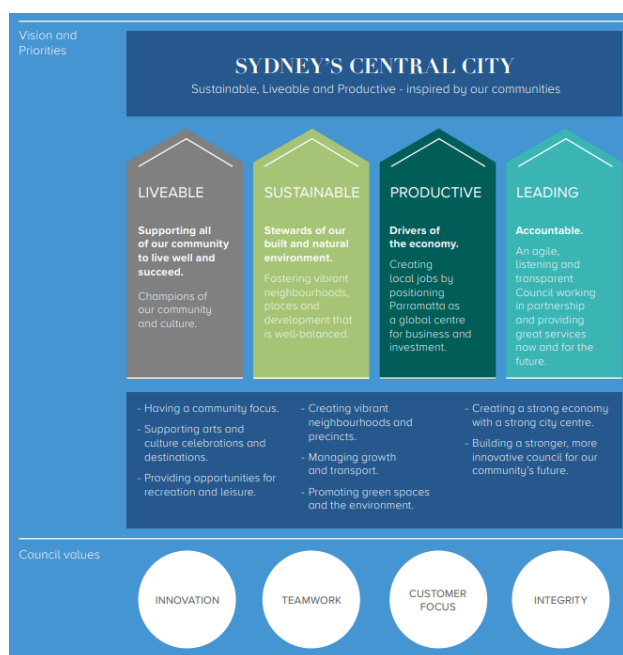 Vision and
Priorities
SYDNEY'S CENTRAL CITY
Sustainable, Liveable and Productive - inspired by our communities
LIVEABLE
Supporting all
of our community
to live well and
succeed.
Champions of
our community
and culture.
SUSTAINABLE
Stewards of our
built and natural
environment.
Fostering vibrant
neighbourhoods,
places and
development that
is well-balanced.
PRODUCTIVE
Drivers of
the economy.
Creating
local jobs by
positioning
Parramatta as
a global centre
for business and
investment.
LEADING
Accountable.
An agile,
listening and
transparent
Council working
in partnership
and providing
great services
now and for the
future.
- Having a community focus.
- Supporting arts and
culture celebrations and
destinations.
- Providing opportunities for
recreation and leisure.
- Creating vibrant
neighbourhoods and
precincts.
- Managing growth
and transport.
- Promoting green spaces
and the environment.
- Creating a strong economy
with a strong city centre.
- Building a stronger, more
innovative council for our
community's future.
Council values
INNOVATION
TEAMWORK
CUSTOMER
FOCUS
INTEGRITY